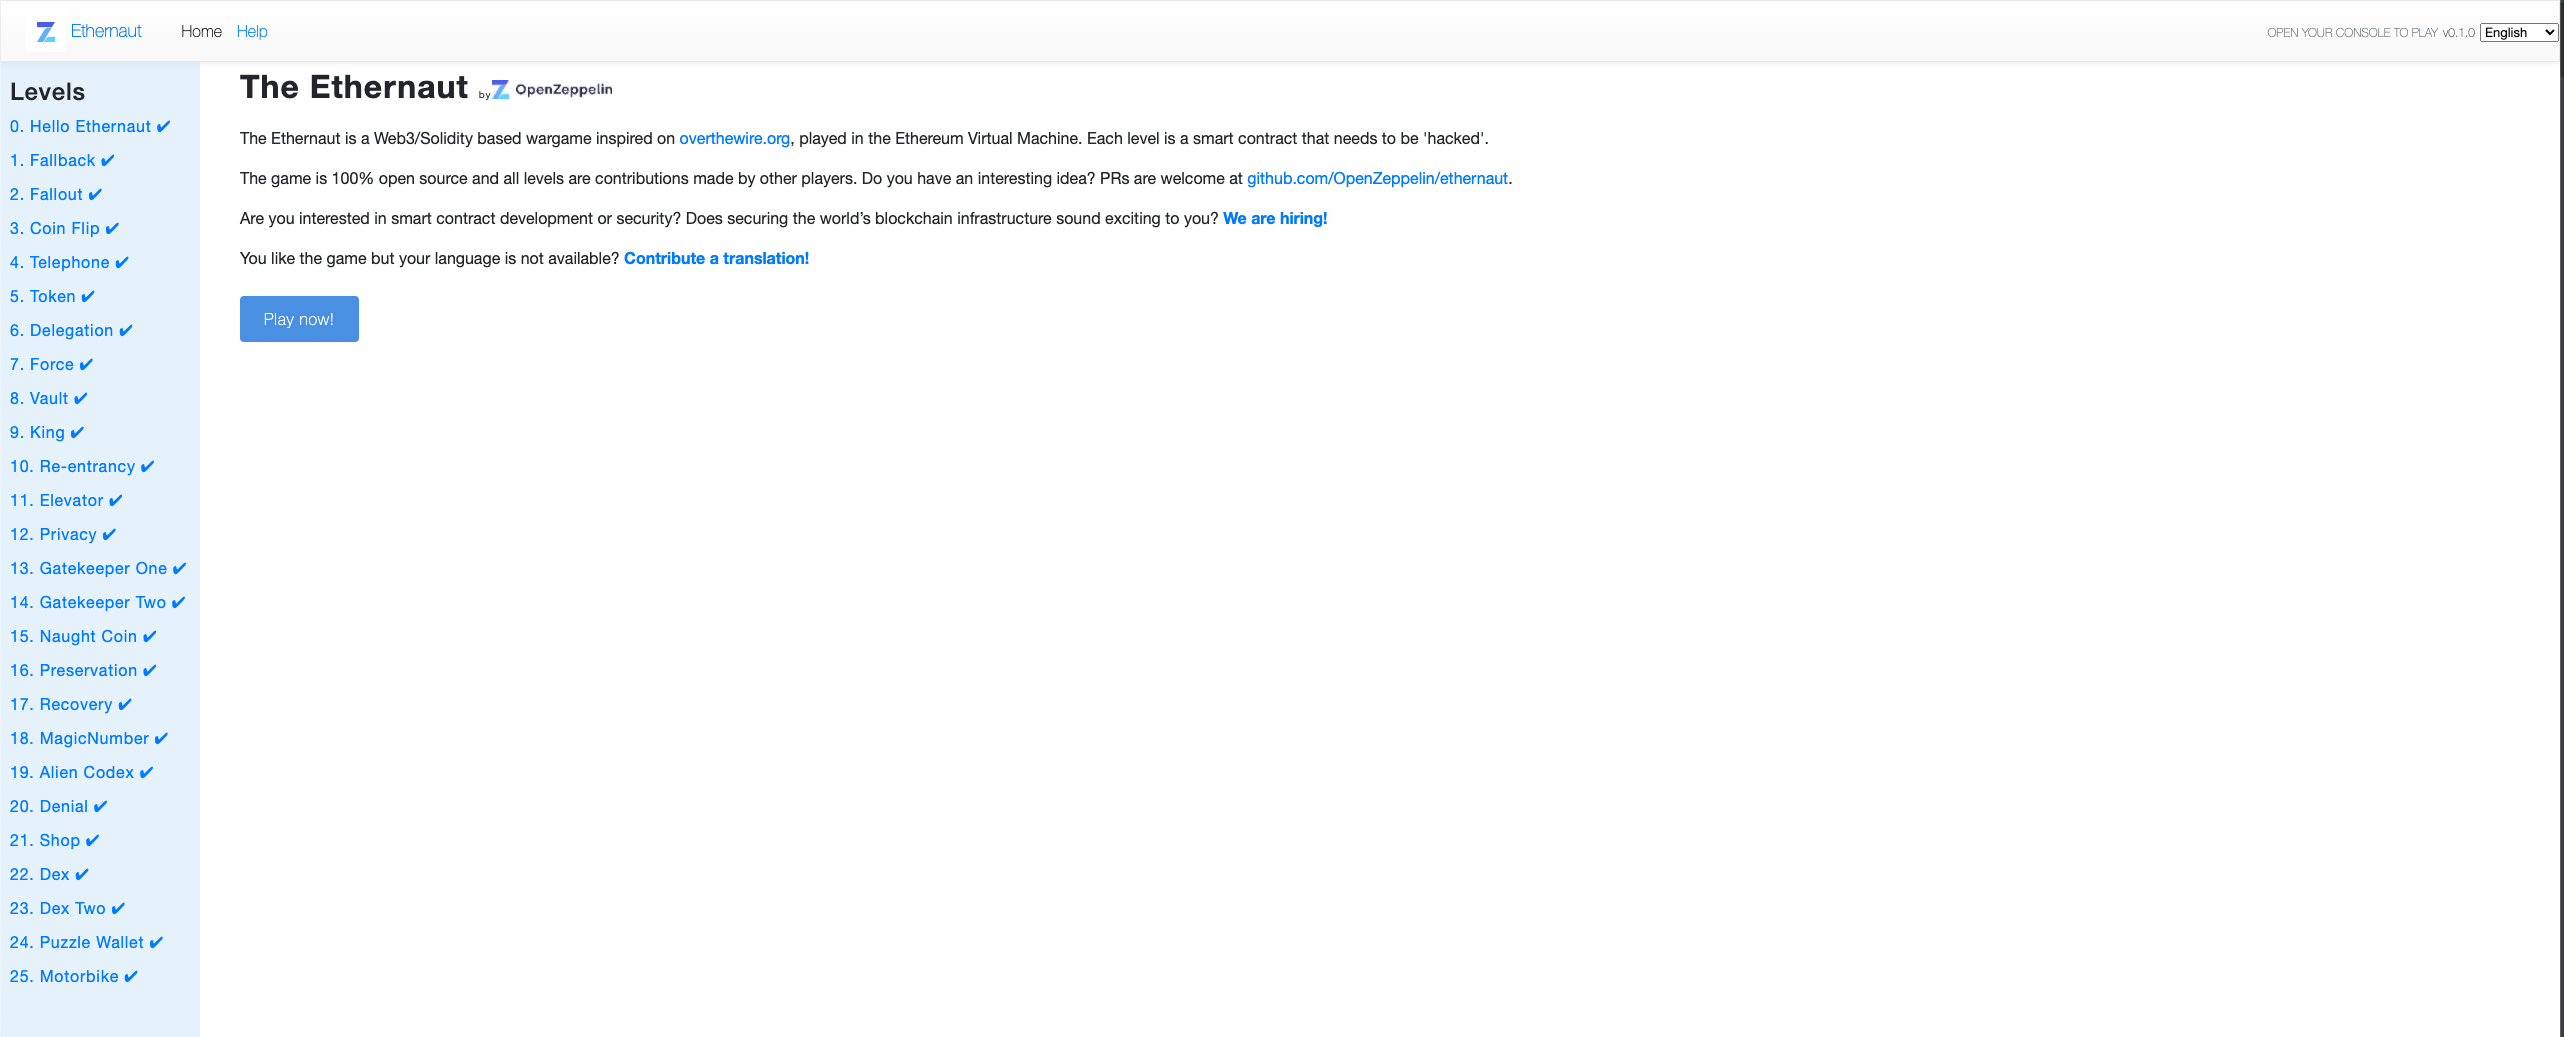 Ethernaut Home Help OPEN YOUR CONSOLE TO PLAY v0.1.0 English
Levels
0. Hello Ethernaut ✔
1. Fallback ✔
2. Fallout ✔
3. Coin Flip ✔
4. Telephone ✔
5. Token ✔
6. Delegation ✔
7. Force ✔
8. Vault ✔
9. King ✔
10. Re-entrancy ✔
11. Elevator ✔
12. Privacy ✔
13. Gatekeeper One ✔
14. Gatekeeper Two ✔
15. Naught Coin ✔
16. Preservation ✔
17. Recovery ✔
18. MagicNumber ✔
19. Alien Codex ✔
20. Denial ✔
21. Shop ✔
22. Dex ✔
23. Dex Two ✔
24. Puzzle Wallet ✔
25. Motorbike ✔
The Ethernaut by OpenZeppelin
The Ethernaut is a Web3/Solidity based wargame inspired on overthewire.org, played in the Ethereum Virtual Machine. Each level is a smart contract that needs to be 'hacked'.
The game is 100% open source and all levels are contributions made by other players. Do you have an interesting idea? PRs are welcome at github.com/OpenZeppelin/ethernaut.
Are you interested in smart contract development or security? Does securing the world’s blockchain infrastructure sound exciting to you? We are hiring!
You like the game but your language is not available? Contribute a translation!
Play now!